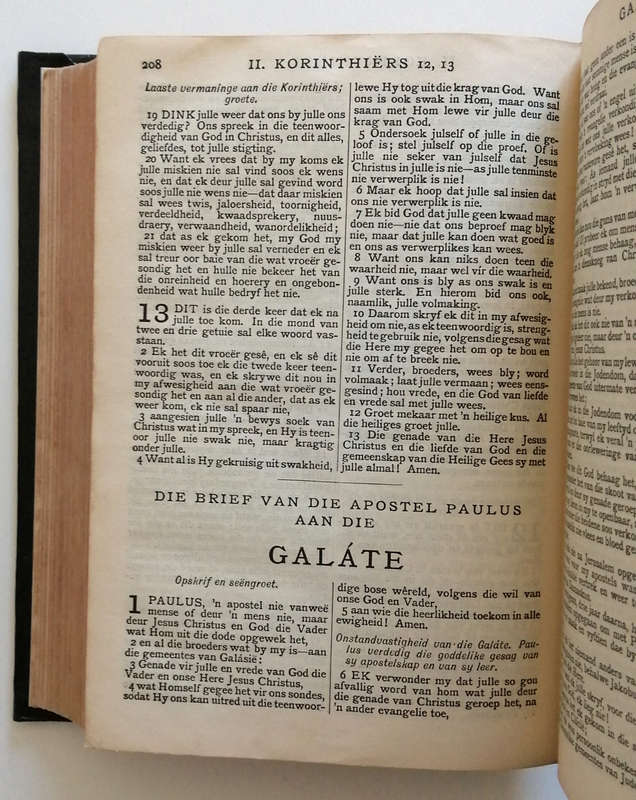 208
II. KORINTHIËRS 12, 13
Laaste vermaninge aan die Korinthiërs;
groete.
19 DINK julle weer dat ons by julle ons
verdedig? Ons spreek in die teenwoor-
digheid van God in Christus, en dit alles,
geliefdes, tot julle stigting.
20 Want ek vrees dat by my koms ek
julle miskien nie sal vind soos ek wens
nie, en dat ek deur julle sal gevind word
soos julle nie wens nie—dat daar miskien
sal wees twis, jaloersheid, toornigheid,
verdeeldheid, kwaadsprekery, nuus-
draery, verwaandheid, wanordelikheid;
21 dat as ek gekom het, my God my
miskien weer by julle sal verneder en ek
sal treur oor baie van die wat vroeër ge-
sondig het en hulle nie bekeer het van
die onreinheid en hoerery en ongebon-
denheid wat hulle bedryf het nie.
13 DIT is die derde keer dat ek na
julle toe kom. In die mond van
twee en drie getuie sal elke woord vas-
staan.
2 Ek het dit vroeër gesê, en ek sê dit
vooruit soos toe ek die twede keer teen-
woordig was, en ek skrywe dit nou in
my afwesigheid aan die wat vroeër ge-
sondig het en aan al die ander, dat as ek
weer kom, ek nie sal spaar nie,
3 aangesien julle 'n bewys soek van
Christus wat in my spreek, en Hy is teen-
oor julle nie swak nie, maar kragtig
onder julle.
4 Want al is Hy gekruisig uit swakheid,
lewe Hy tog uit die krag van God. Want
ons is ook swak in Hom, maar ons sal
saam met Hom lewe vir julle deur die
krag van God.
5 Ondersoek julself of julle in die ge-
loof is; stel julself op die proef. Of is
julle nie seker van julself dat Jesus
Christus in julle is nie—as julle tenminste
nie verwerplik is nie!
6 Maar ek hoop dat julle sal insien dat
ons nie verwerplik is nie.
7 Ek bid God dat julle geen kwaad mag
doen nie—nie dat ons beproef mag blyk
nie, maar dat julle kan doen wat goed is
en ons as verwerplikes kan wees.
8 Want ons kan niks doen teen die
waarheid nie, maar wel vír die waarheid.
9 Want ons is bly as ons swak is en
julle sterk. En hierom bid ons ook,
naamlik, julle volmaking.
10 Daarom skryf ek dit in my afwesig-
heid om nie, as ek teenwoordig is, streng-
heid te gebruik nie, volgens die gesag wat
die Here my gegee het om op te bou en
nie om af te breek nie.
11 Verder, broeders, wees bly; word
volmaak; laat julle vermaan; wees eens-
gesind; hou vrede, en die God van liefde
en vrede sal met julle wees.
12 Groet mekaar met 'n heilige kus. Al
die heiliges groet julle.
13 Die genade van die Here Jesus
Christus en die liefde van God en die
gemeenskap van die Heilige Gees sy met
julle almal! Amen.
DIE BRIEF VAN DIE APOSTEL PAULUS
AAN DIE
GALÁTE
Opskrif en seëngroet.
1 PAULUS, 'n apostel nie vanweë
mense of deur 'n mens nie, maar
deur Jesus Christus en God die Vader
wat Hom uit die dode opgewek het,
2 en al die broeders wat by my is—aan
die gemeentes van Galásië:
3 Genade vir julle en vrede van God die
Vader en onse Here Jesus Christus,
4 wat Homself gegee het vir ons sondes,
sodat Hy ons kan uitred uit die teenwoor-
dige bose wêreld, volgens die wil van
onse God en Vader,
5 aan wie die heerlikheid toekom in alle
ewigheid! Amen.
Onstandvastigheid van die Galáte. Pau-
lus verdedig die goddelike gesag van
sy apostelskap en van sy leer.
6 EK verwonder my dat julle so gou
afvallig word van hom wat julle deur
die genade van Christus geroep het, na
'n ander evangelie toe,